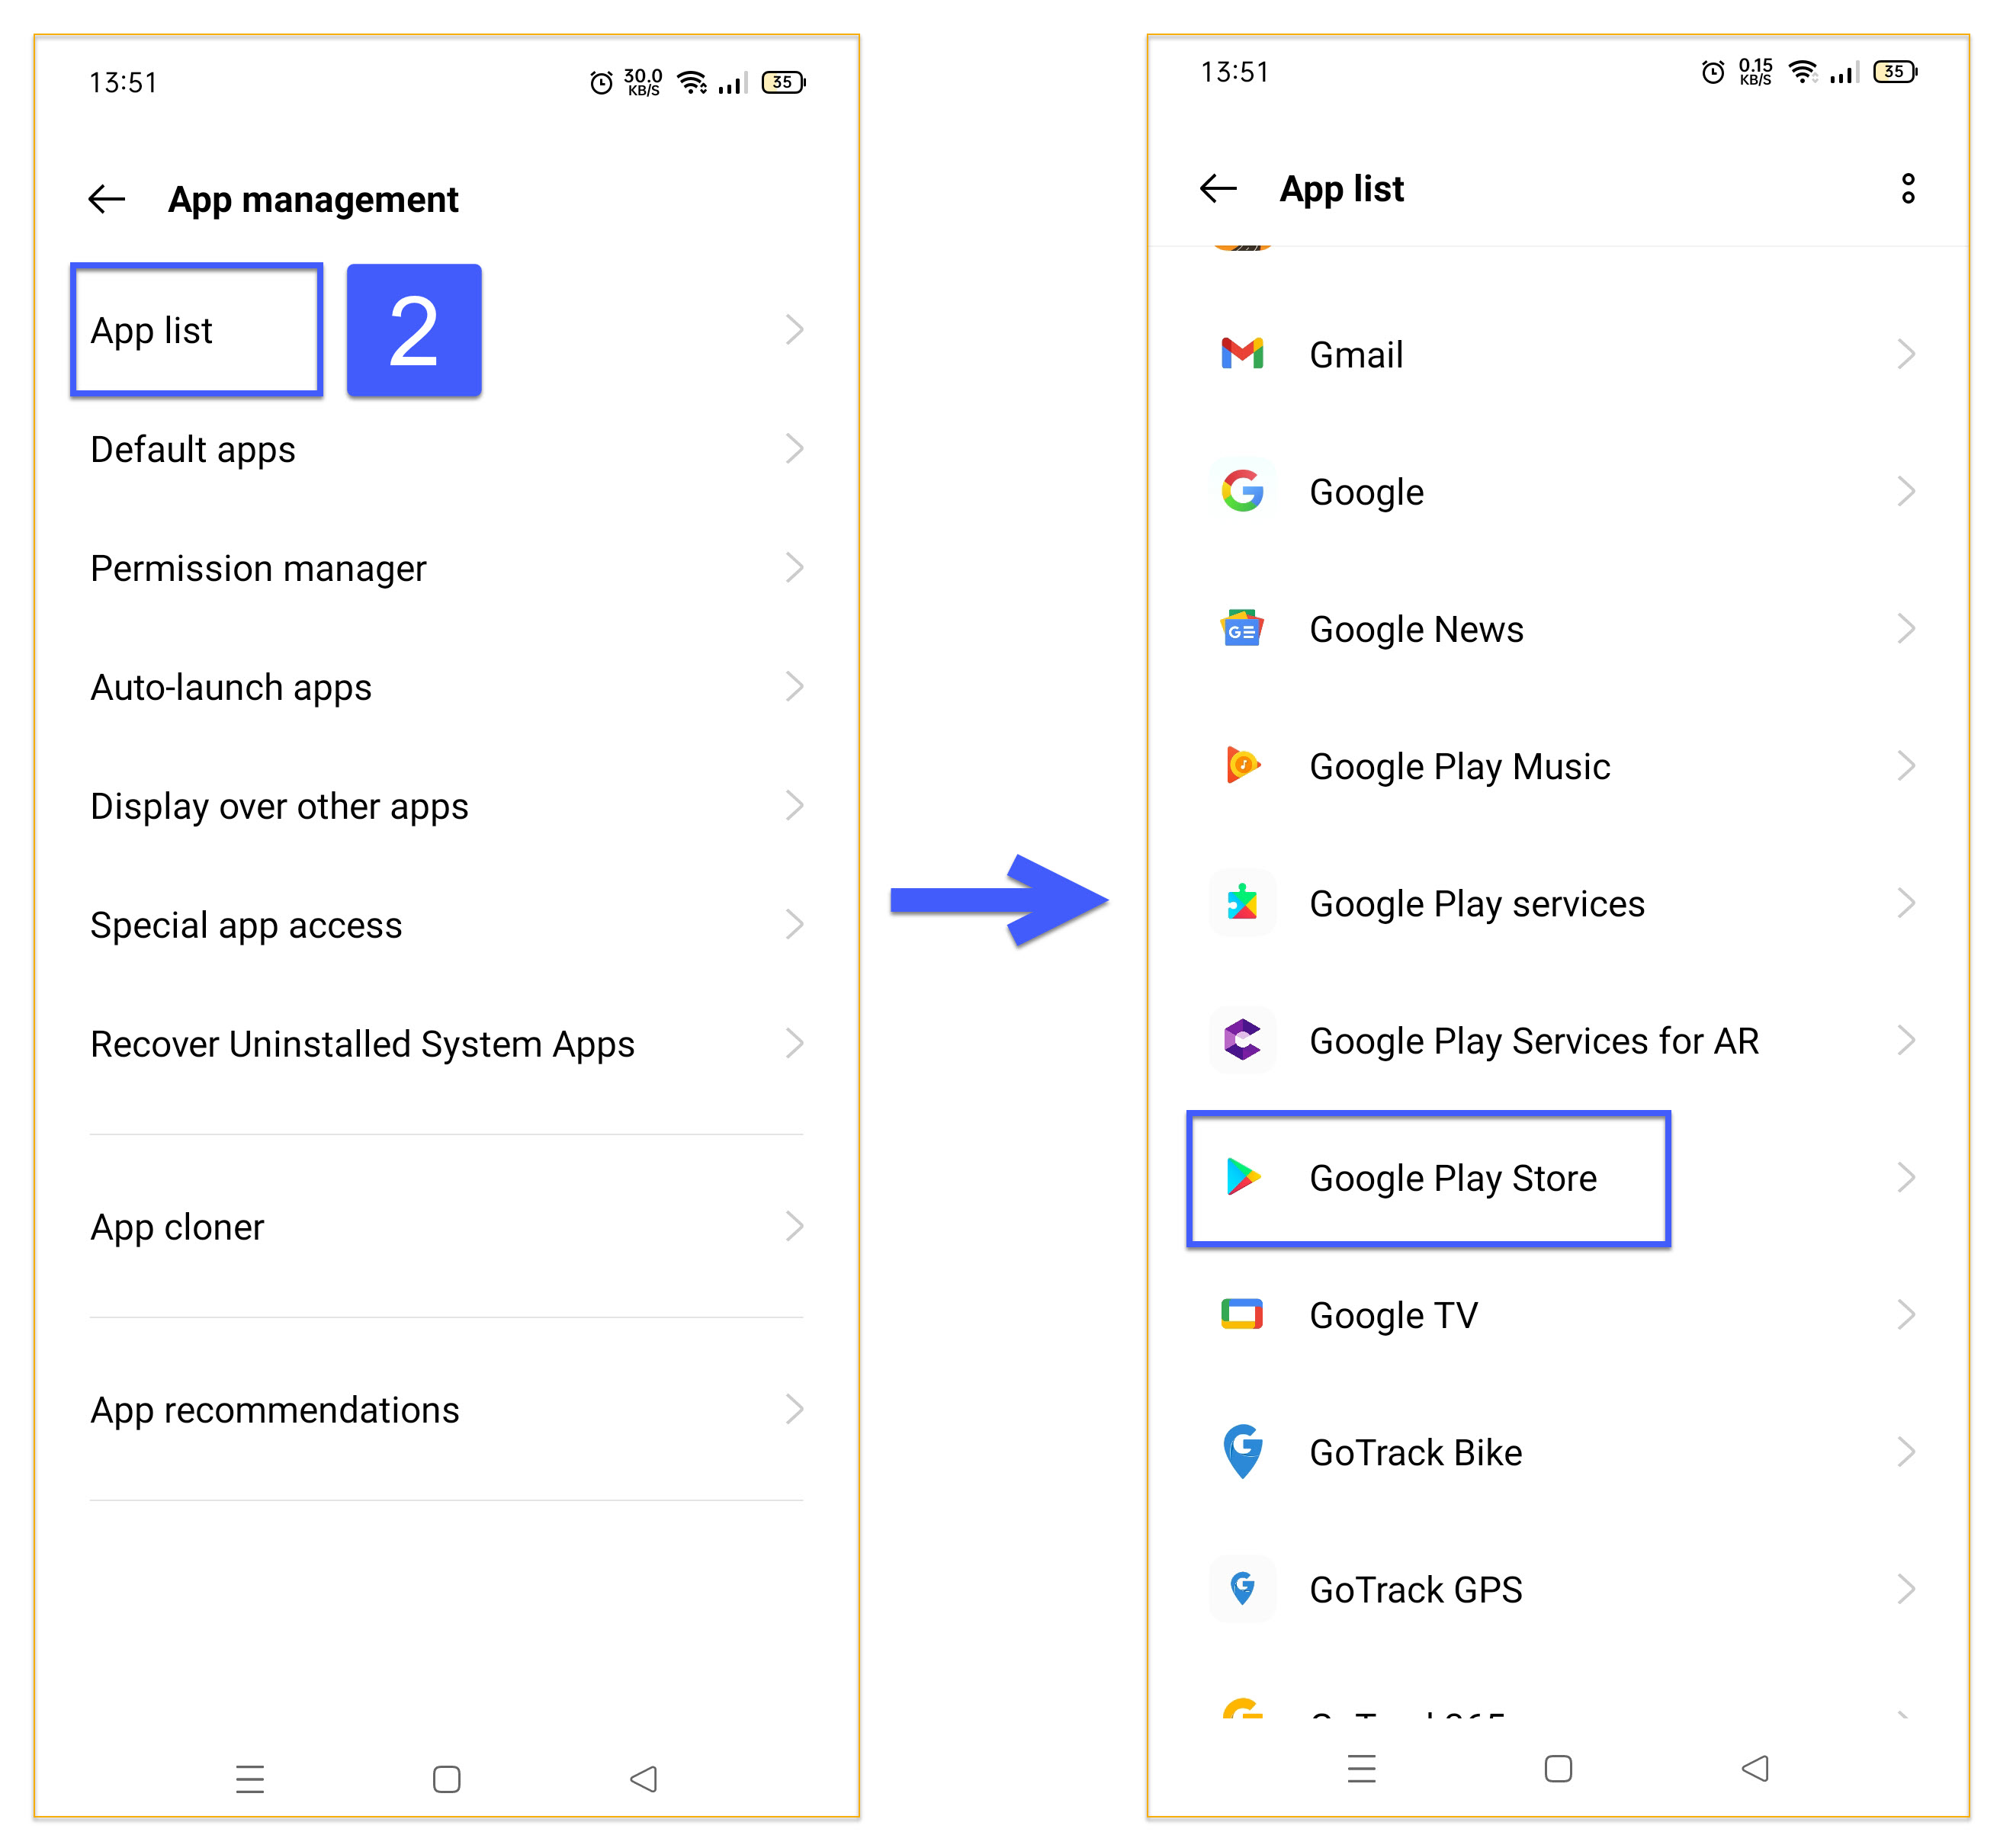 13:51
30.0
KB/S
35
App management
App list
2
Default apps
Permission manager
Auto-launch apps
Display over other apps
Special app access
Recover Uninstalled System Apps
App cloner
App recommendations
13:51
0.15
KB/S
35
App list
Gmail
Google
Google News
Google Play Music
Google Play services
Google Play Services for AR
Google Play Store
Google TV
GoTrack Bike
GoTrack GPS